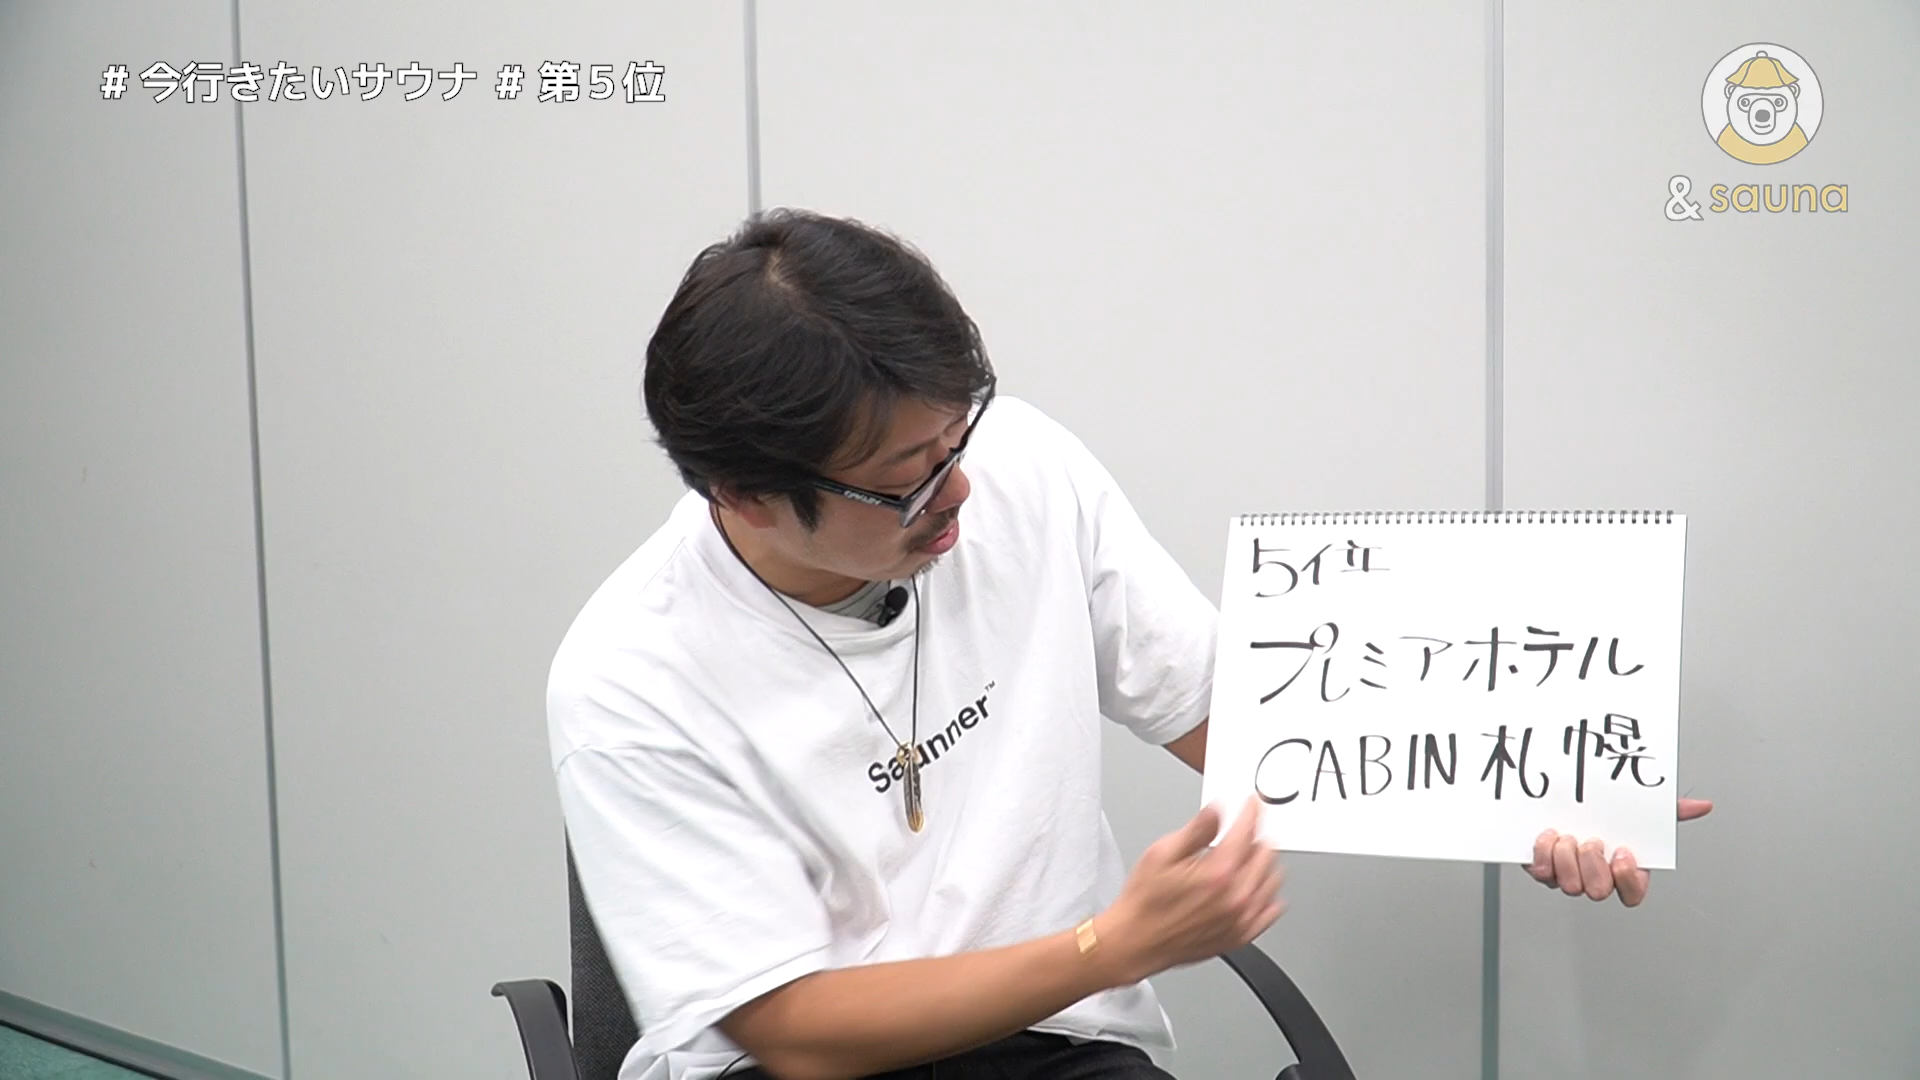 #今行きたいサウナ #第5位
& sauna
Saunner™
5位
プレミアホテル
CABIN 札幌